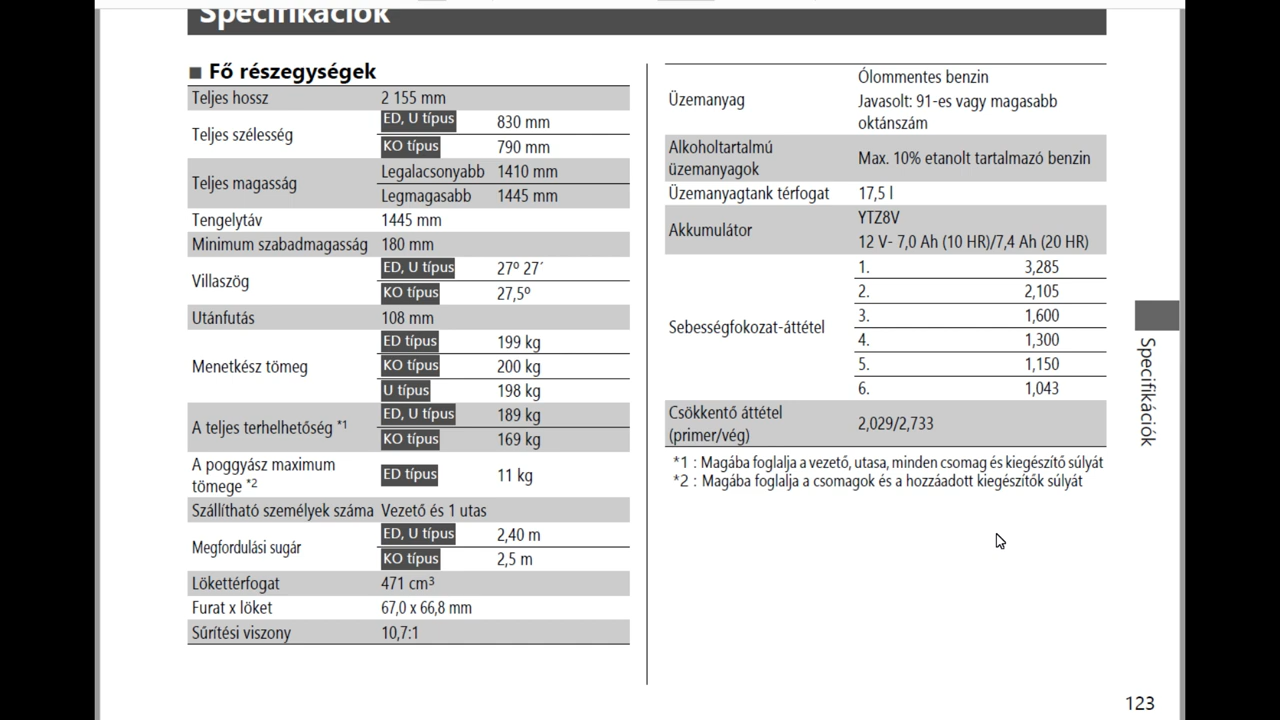 Specifikációk
■ Fő részegységek
Teljes hossz 2 155 mm
Teljes szélesség
ED, U típus 830 mm
KO típus 790 mm
Teljes magasság
Legalacsonyabb 1410 mm
Legmagasabb 1445 mm
Tengelytáv 1445 mm
Minimum szabadmagasság 180 mm
Villaszög
ED, U típus 27º 27´
KO típus 27,5º
Utánfutás 108 mm
Menetkész tömeg
ED típus 199 kg
KO típus 200 kg
U típus 198 kg
A teljes terhelhetőség *1
ED, U típus 189 kg
KO típus 169 kg
A poggyász maximum
tömege *2
ED típus 11 kg
Szállítható személyek száma Vezető és 1 utas
Megfordulási sugár
ED, U típus 2,40 m
KO típus 2,5 m
Lökettérfogat 471 cm³
Furat x löket 67,0 x 66,8 mm
Sűrítési viszony 10,7:1
Üzemanyag
Ólommentes benzin
Javasolt: 91-es vagy magasabb
oktánszám
Alkoholtartalmú
üzemanyagok
Max. 10% etanolt tartalmazó benzin
Üzemanyagtank térfogat 17,5 l
Akkumulátor
YTZ8V
12 V- 7,0 Ah (10 HR)/7,4 Ah (20 HR)
Sebességfokozat-áttétel
1. 3,285
2. 2,105
3. 1,600
4. 1,300
5. 1,150
6. 1,043
Csökkentő áttétel
(primer/vég)
2,029/2,733
*1 : Magába foglalja a vezető, utasa, minden csomag és kiegészítő súlyát
*2 : Magába foglalja a csomagok és a hozzáadott kiegészítők súlyát
Specifikációk
123